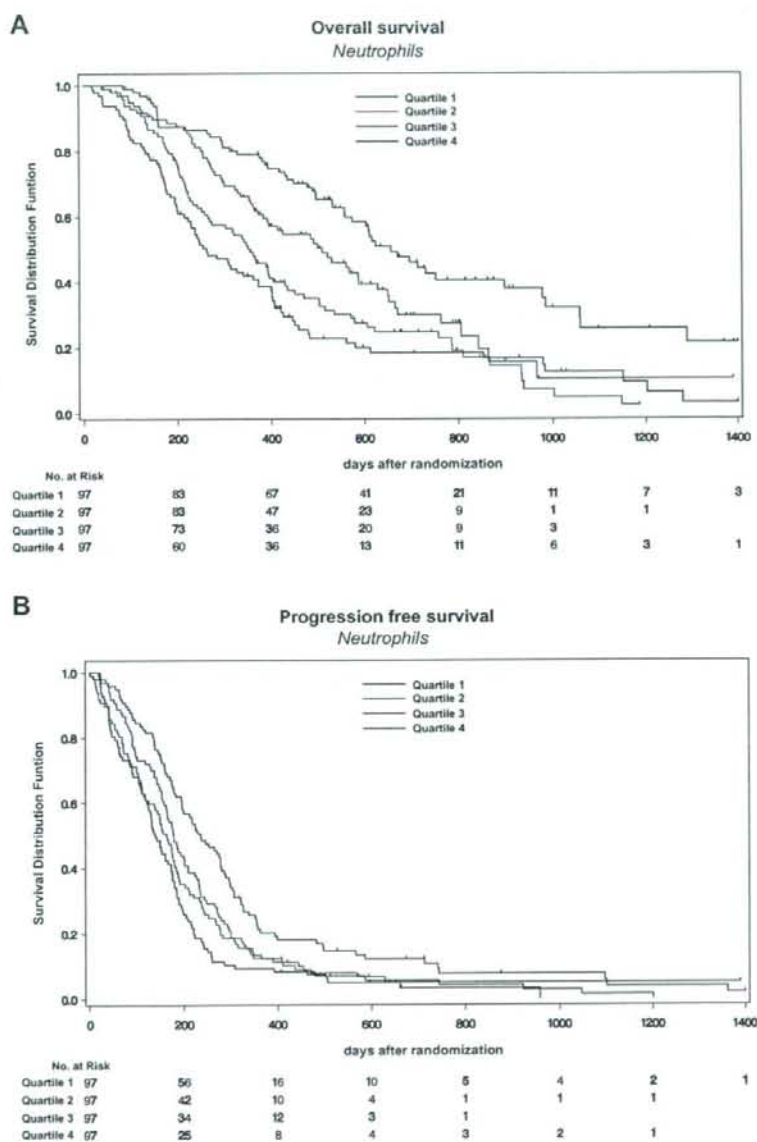 A
Overall survival
Neutrophils
Survival Distribution Funtion
1.0
0.8
0.6
0.4
0.2
0.0
Quartile 1
Quartile 2
Quartile 3
Quartile 4
0 200 400 600 800 1000 1200 1400
days after randomization
No. at Risk
Quartile 1 97 83 67 41 21 11 7 3
Quartile 2 97 83 47 23 9 1 1
Quartile 3 97 73 36 20 9 3
Quartile 4 97 60 36 13 11 6 3 1
B
Progression free survival
Neutrophils
Survival Distribution Funtion
1.0
0.8
0.6
0.4
0.2
0.0
Quartile 1
Quartile 2
Quartile 3
Quartile 4
0 200 400 600 800 1000 1200 1400
days after randomization
No. at Risk
Quartile 1 97 56 16 10 5 4 2 1
Quartile 2 97 42 10 4 1 1 1
Quartile 3 97 34 12 3 1
Quartile 4 97 25 8 4 3 2 1